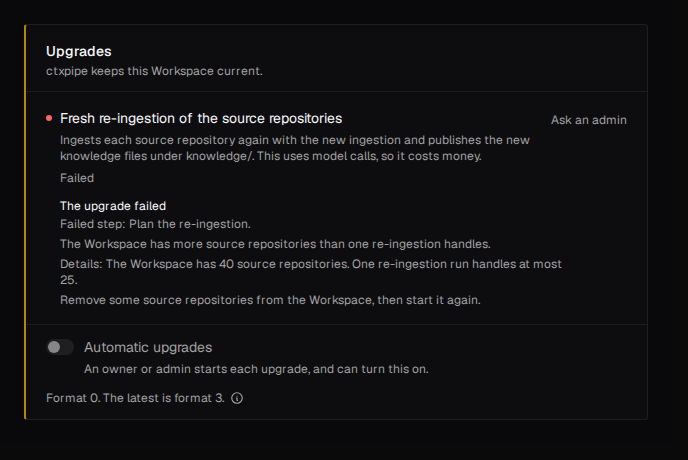 Upgrades
ctxpipe keeps this Workspace current.
Fresh re-ingestion of the source repositories
Ask an admin
Ingests each source repository again with the new ingestion and publishes the new
knowledge files under knowledge/. This uses model calls, so it costs money.
Failed
The upgrade failed
Failed step: Plan the re-ingestion.
The Workspace has more source repositories than one re-ingestion handles.
Details: The Workspace has 40 source repositories. One re-ingestion run handles at most
25.
Remove some source repositories from the Workspace, then start it again.
Automatic upgrades
An owner or admin starts each upgrade, and can turn this on.
Format 0. The latest is format 3.